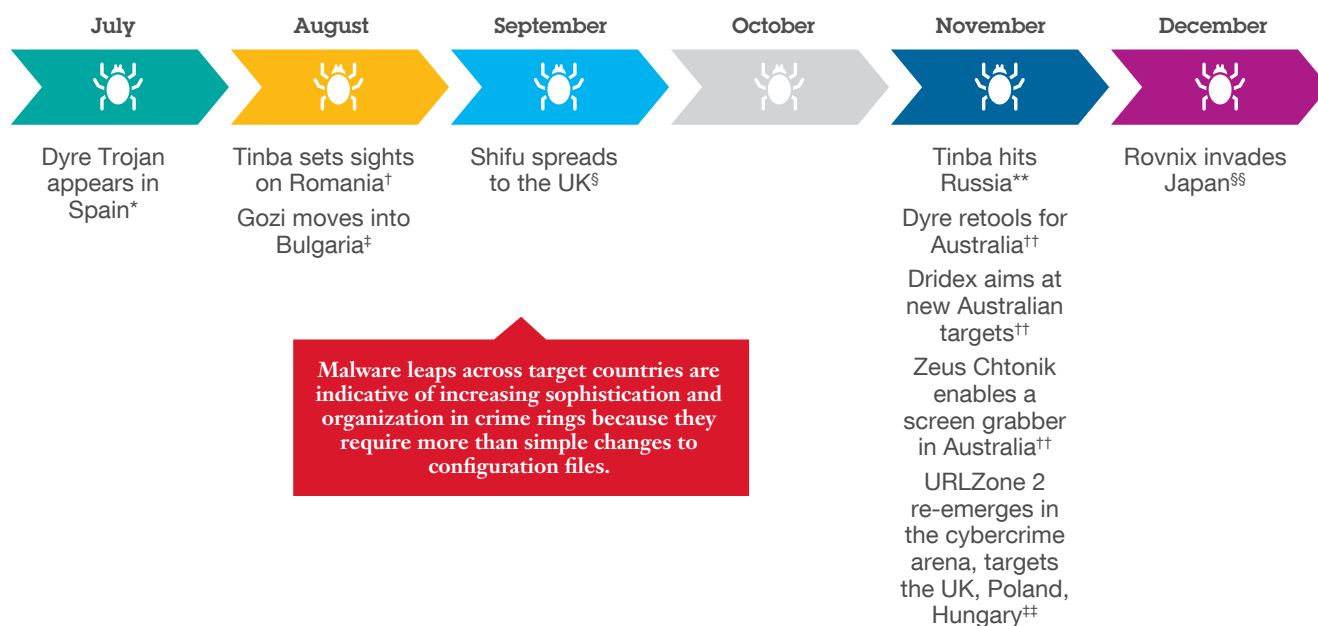 July
August
September
October
November
December
Dyre Trojan
appears in
Spain*
Tinba sets sights
on Romania†
Gozi moves into
Bulgaria‡
Shifu spreads
to the UK§
Tinba hits
Russia**
Dyre retools for
Australia††
Dridex aims at
new Australian
targets††
Zeus Chtonik
enables a
screen grabber
in Australia††
URLZone 2
re-emerges in
the cybercrime
arena, targets
the UK, Poland,
Hungary‡‡
Rovnix invades
Japan§§
Malware leaps across target countries are
indicative of increasing sophistication and
organization in crime rings because they
require more than simple changes to
configuration files.